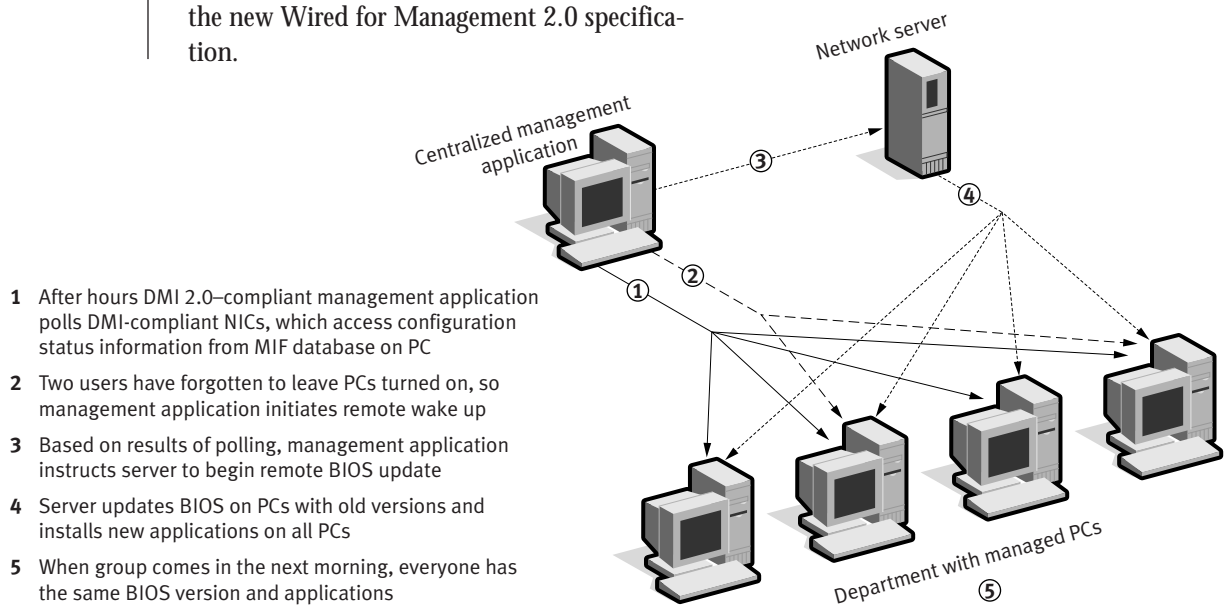 the new Wired for Management 2.0 specifica-
tion.
Network server
Centralized management
application
3
4
2
1
1 After hours DMI 2.0–compliant management application
polls DMI-compliant NICs, which access configuration
status information from MIF database on PC
2 Two users have forgotten to leave PCs turned on, so
management application initiates remote wake up
3 Based on results of polling, management application
instructs server to begin remote BIOS update
4 Server updates BIOS on PCs with old versions and
installs new applications on all PCs
5 When group comes in the next morning, everyone has
the same BIOS version and applications
Department with managed PCs
5